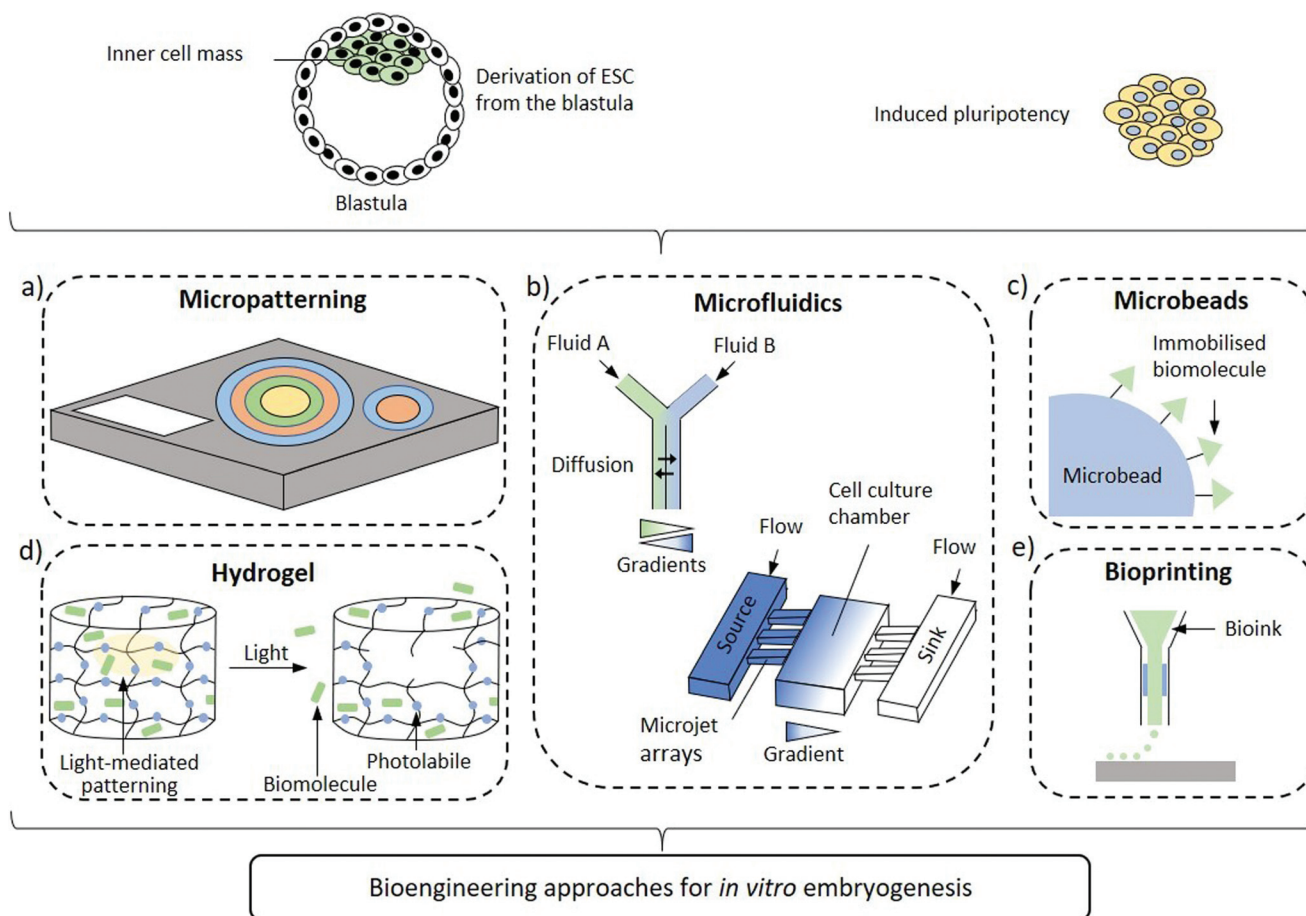 Inner cell mass
Derivation of ESC
from the blastula
Blastula
Induced pluripotency
a)
Micropatterning
b)
Microfluidics
Fluid A
Fluid B
Diffusion
Gradients
Cell culture
chamber
Flow
Flow
Source
Sink
Microjet
arrays
Gradient
c)
Microbeads
Immobilised
biomolecule
Microbead
d)
Hydrogel
Light
Light-mediated
patterning
Biomolecule
Photolabile
e)
Bioprinting
Bioink
Bioengineering approaches for in vitro embryogenesis